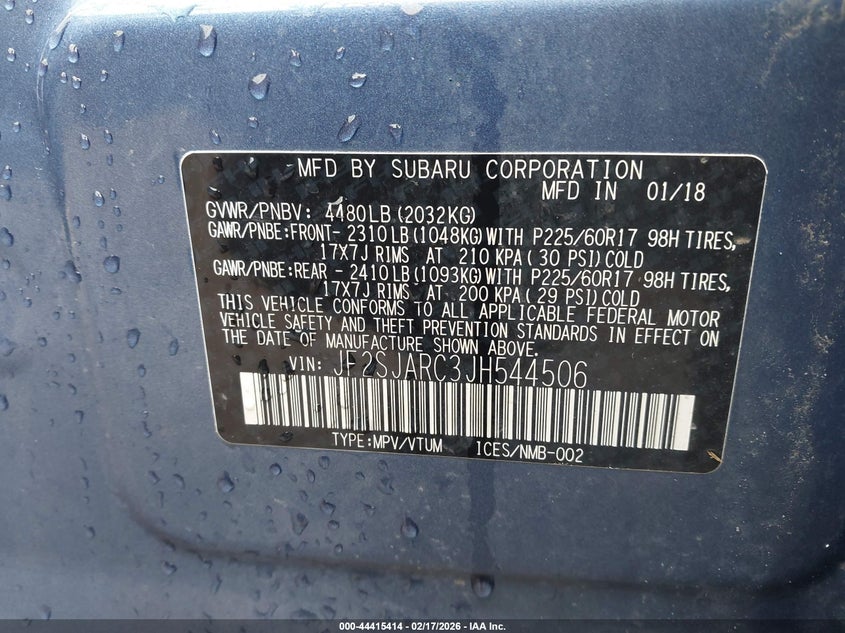 MFD BY SUBARU CORPORATION
MFD IN 01/18
GVWR/PNBV: 4480LB(2032KG)
GAWR/PNBE:FRONT- 2310LB(1048KG)WITH P225/60R17 98H TIRES,
17X7J RIMS AT 210 KPA(30 PSI)COLD
GAWR/PNBE:REAR - 2410LB(1093KG)WITH P225/60R17 98H TIRES,
17X7J RIMS AT 200 KPA(29 PSI)COLD
THIS VEHICLE CONFORMS TO ALL APPLICABLE FEDERAL MOTOR
VEHICLE SAFETY AND THEFT PREVENTION STANDARDS IN EFFECT ON
THE DATE OF MANUFACTURE SHOWN ABOVE.
VIN: JF2SJARC3JH544506
TYPE:MPV/VTUM ICES/NMB-002
000-44415414 - 02/17/2026 - IAA